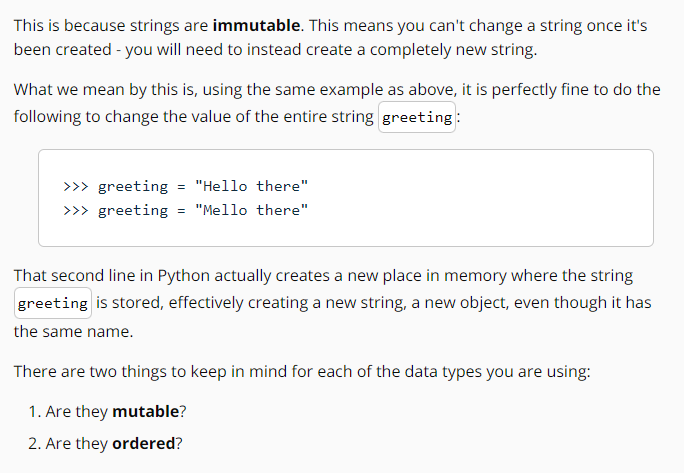 This is because strings are immutable. This means you can't change a string once it's
been created - you will need to instead create a completely new string.
What we mean by this is, using the same example as above, it is perfectly fine to do the
following to change the value of the entire string greeting:
>>> greeting = "Hello there"
>>> greeting = "Mello there"
That second line in Python actually creates a new place in memory where the string
greeting is stored, effectively creating a new string, a new object, even though it has
the same name.
There are two things to keep in mind for each of the data types you are using:
1. Are they mutable?
2. Are they ordered?